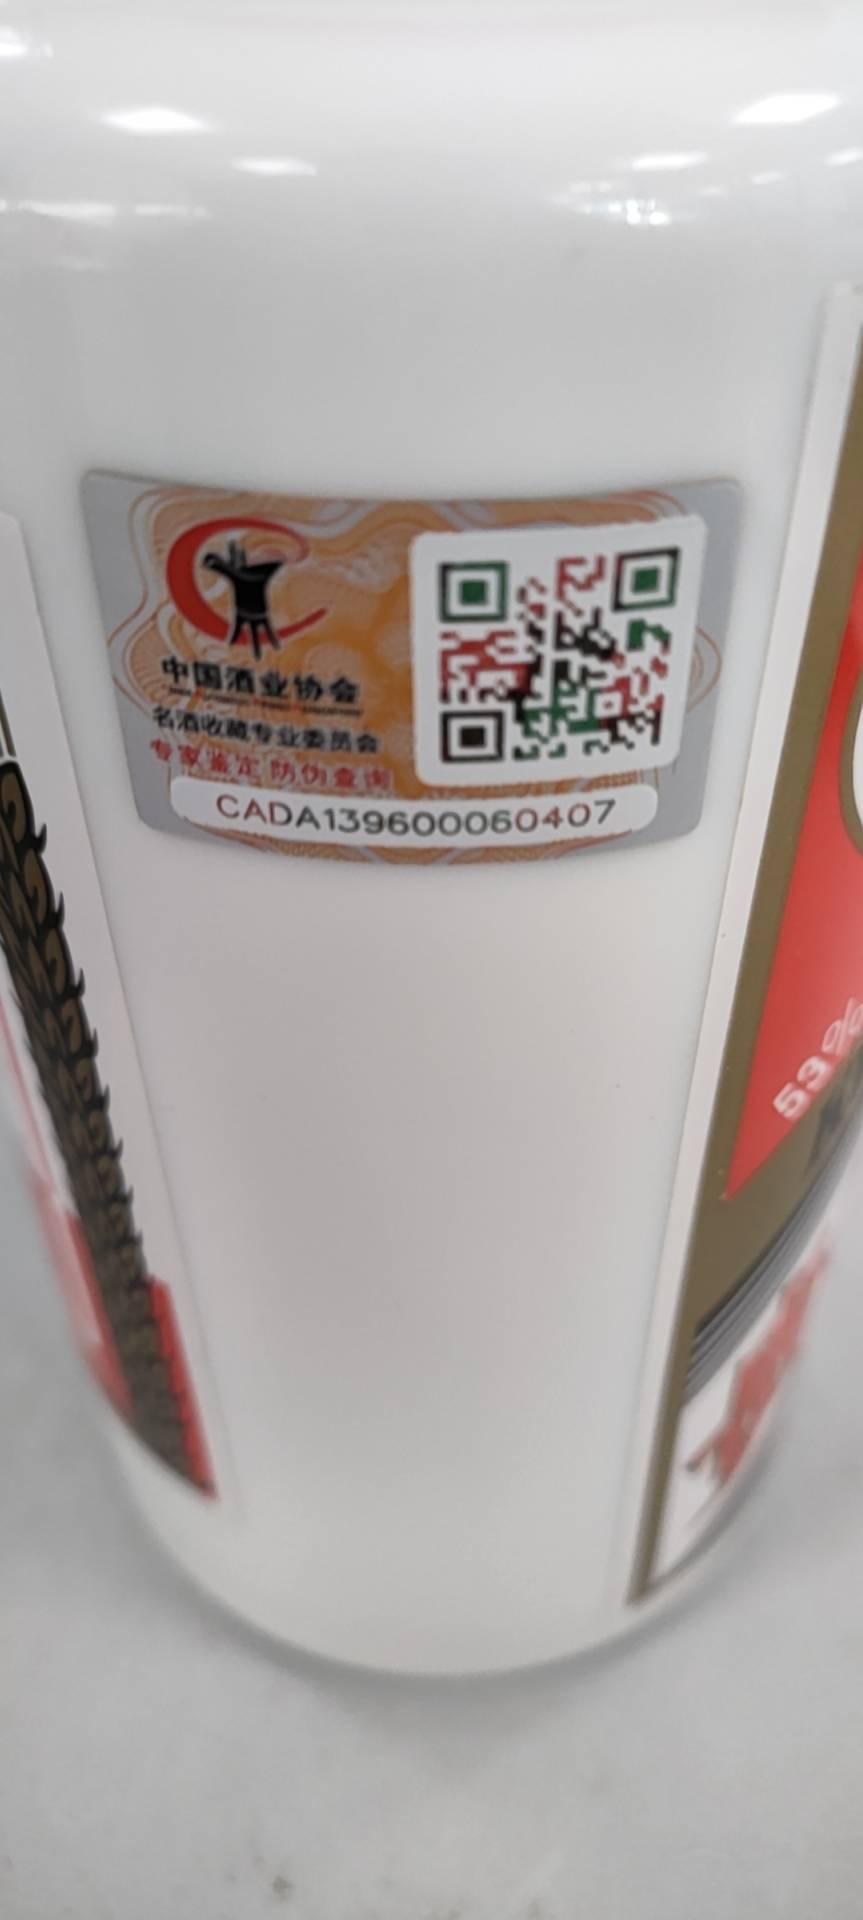 中国酒业协会
名酒收藏专业委员会
专家鉴定 防伪查询
CADA1396000060407
53%